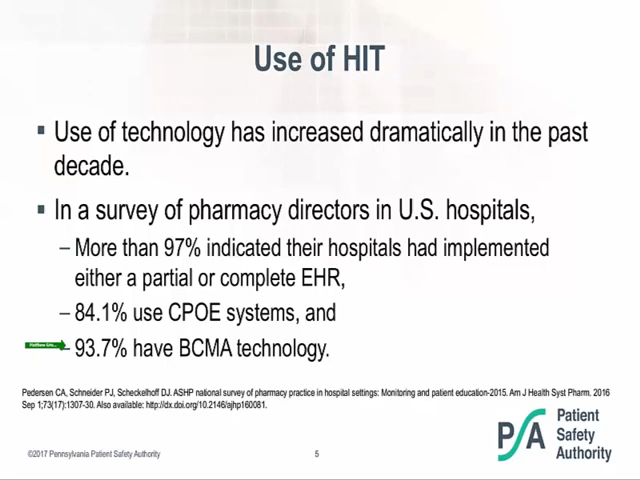 Use of HIT
▪ Use of technology has increased dramatically in the past
decade.
▪ In a survey of pharmacy directors in U.S. hospitals,
– More than 97% indicated their hospitals had implemented
either a partial or complete EHR,
– 84.1% use CPOE systems, and
– 93.7% have BCMA technology.
Pedersen CA, Schneider PJ, Scheckelhoff DJ. ASHP national survey of pharmacy practice in hospital settings: Monitoring and patient education-2015. Am J Health Syst Pharm. 2016
Sep 1;73(17):1307-30. Also available: http://dx.doi.org/10.2146/ajhp160081.
PSA
Patient
Safety
Authority
©2017 Pennsylvania Patient Safety Authority
5